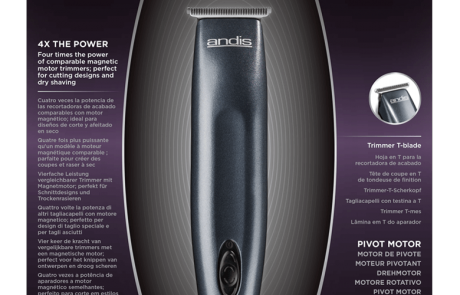 4X THE POWER
Four times the power
of comparable magnetic
motor trimmers; perfect
for cutting designs and
dry shaving
Cuatro veces la potencia de
las recortadoras de acabado
comparables con motor
magnético; ideal para
diseños de corte y afeitado
en seco
Quatre fois plus puissante
qu'un modèle à moteur
magnétique comparable ;
parfaite pour créer des
coupes et raser à sec
Vierfache Leistung
vergleichbarer Trimmer mit
Magnetmotor; perfekt für
Schnittdesigns und
Trockenrasieren
Quattro volte la potenza di
altri tagliacapelli con motore
magnetico; perfetto per
design di taglio speciale e
per tagli asciutti
Vier keer de kracht van
vergelijkbare trimmers met
een magnetische motor;
perfect voor het knippen van
ontwerpen en droog scheren
Quatro vezes a potência de
aparadores a motor
magnético semelhantes;
perfeito para corte em estilos
andis
andis
Trimmer T-blade
Hoja en T para la
recortadora de acabado
Tête de coupe en T
de tondeuse de finition
Trimmer-T-Scherkopf
Tagliacapelli con testina a T
Trimmer T-mes
Lâmina em T do aparador
PIVOT MOTOR
MOTOR DE PIVOTE
MOTEUR PIVOTANT
DREHMOTOR
MOTORE ROTATIVO
PIVOT MOTOR